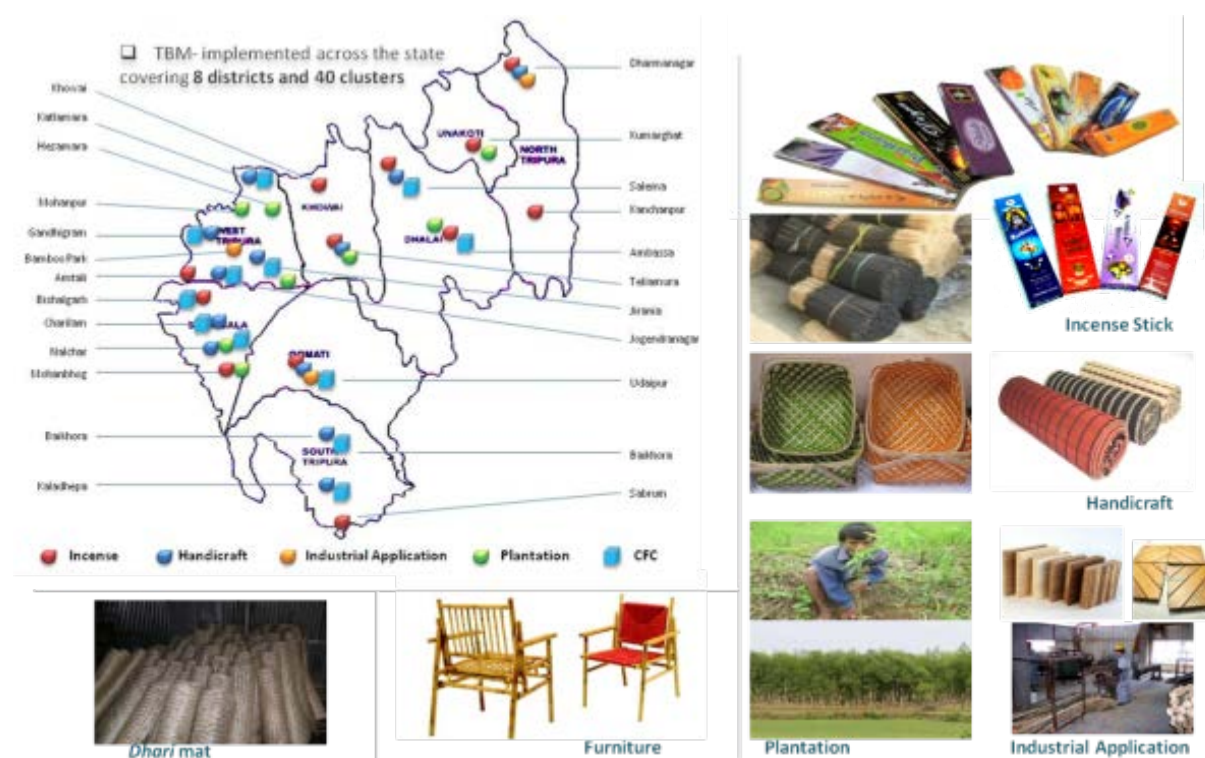 ❑ TBM- implemented across the state
covering 8 districts and 40 clusters
Khowai
Katlamara
Hezamara
Mohanpur
Gandhigram
Bamboo Park
Amtali
Bishalgarh
Charilam
Nalchar
Mohanbhog
Baikhora
Kaladhepa
Dharmanagar
Kumarghat
Salema
Kanchanpur
Ambassa
Teliamura
Jirania
Jogendranagar
Udaipur
Baikhora
Sabrum
UNAKOTI
NORTH
TRIPURA
KHOWAI
WEST
TRIPURA
DHALAI
GOMATI
SOUTH
TRIPURA
Incense
Handicraft
Industrial Application
Plantation
CFC
Incense Stick
Handicraft
Dhari mat
Furniture
Plantation
Industrial Application